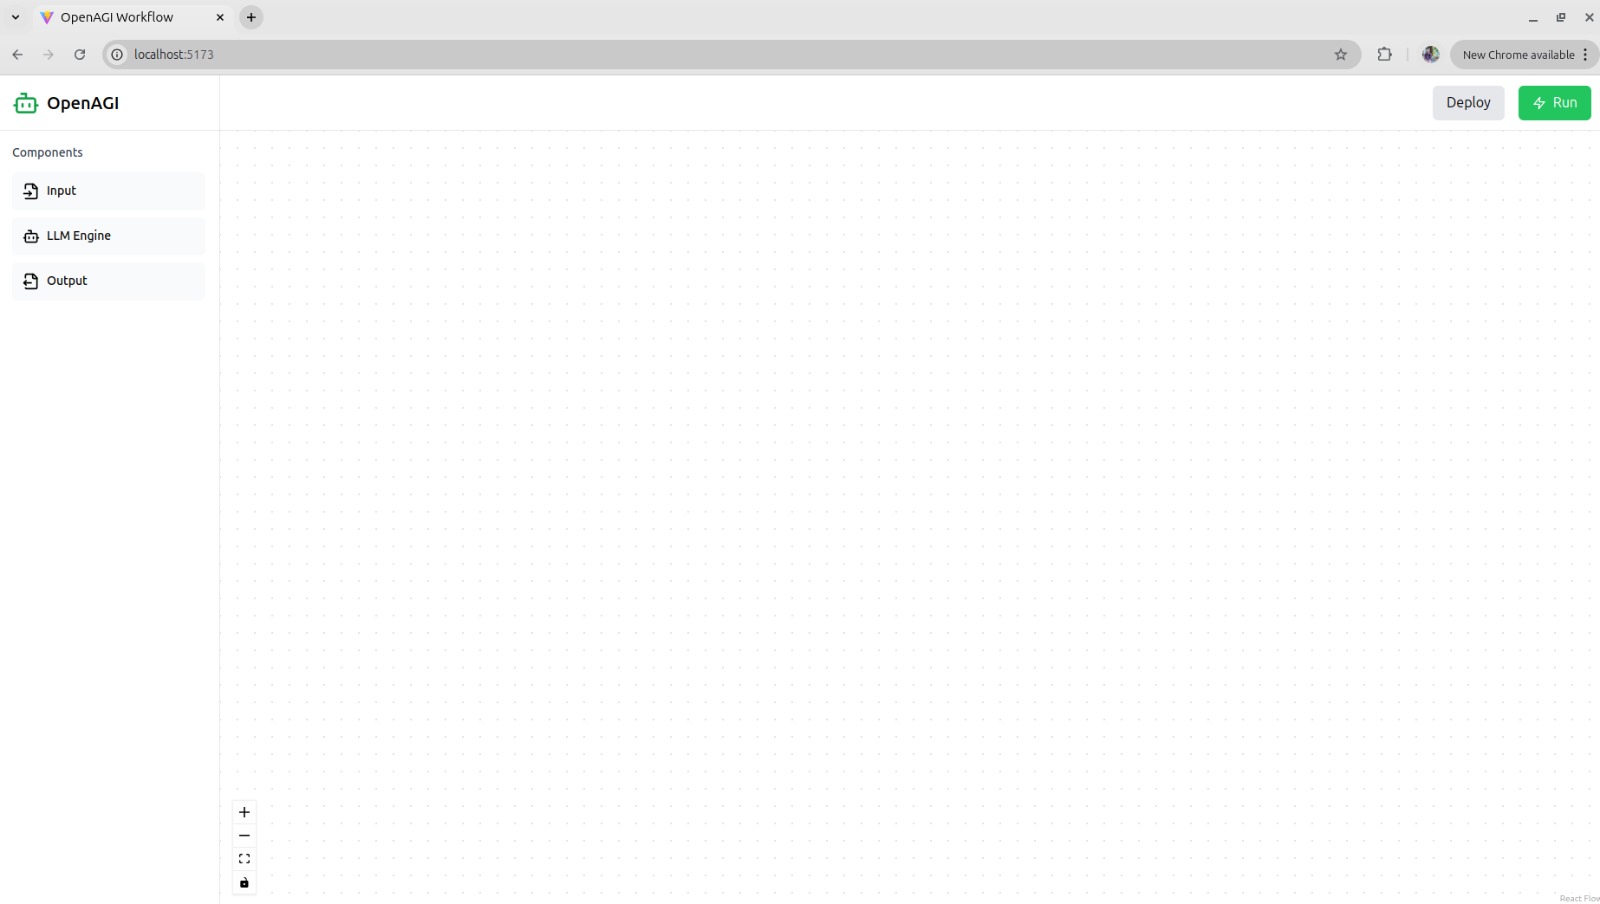 OpenAGI Workflow
localhost:5173
New Chrome available
OpenAGI
Deploy
Run
Components
Input
LLM Engine
Output
React Flow